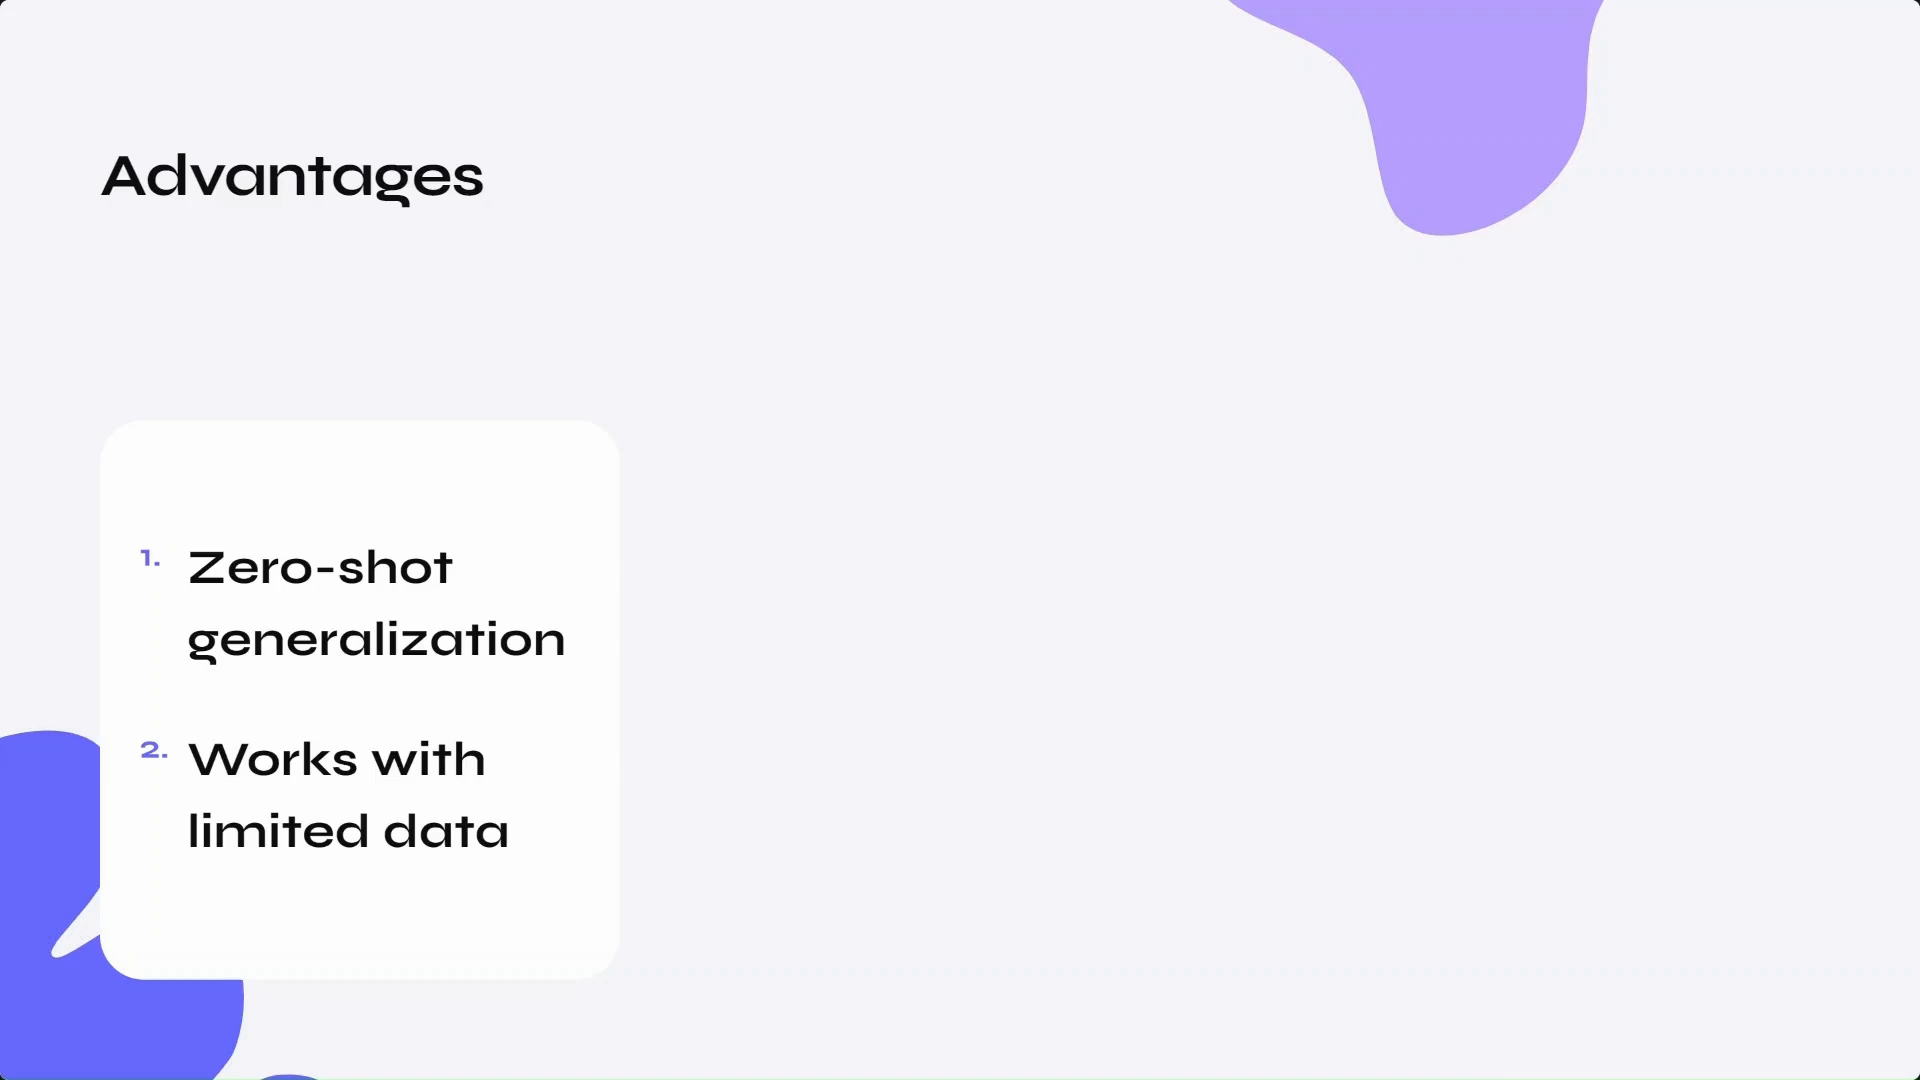 Advantages
1. Zero-shot
generalization
2. Works with
limited data